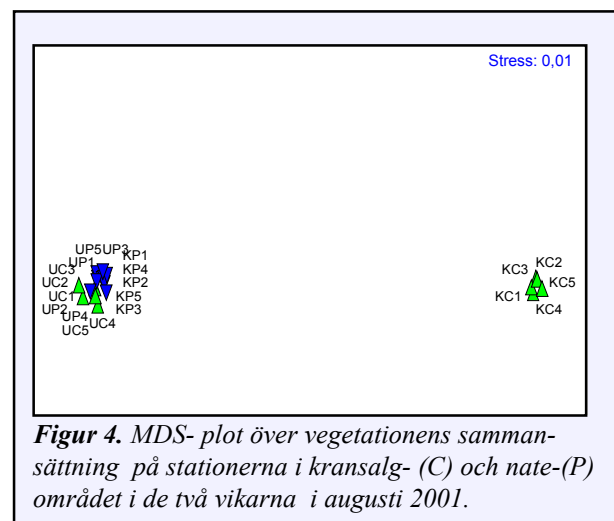 Stress: 0,01
UP5UP3
KP1
UP1
UC3
KP4
UC2
KP2
UC1
KP5
UP2
UP4
KP3
UC4
UC5
KC2
KC3
KC5
KC1
KC4
Figur 4. MDS- plot över vegetationens samman-
sättning på stationerna i kransalg- (C) och nate-(P)
området i de två vikarna i augusti 2001.